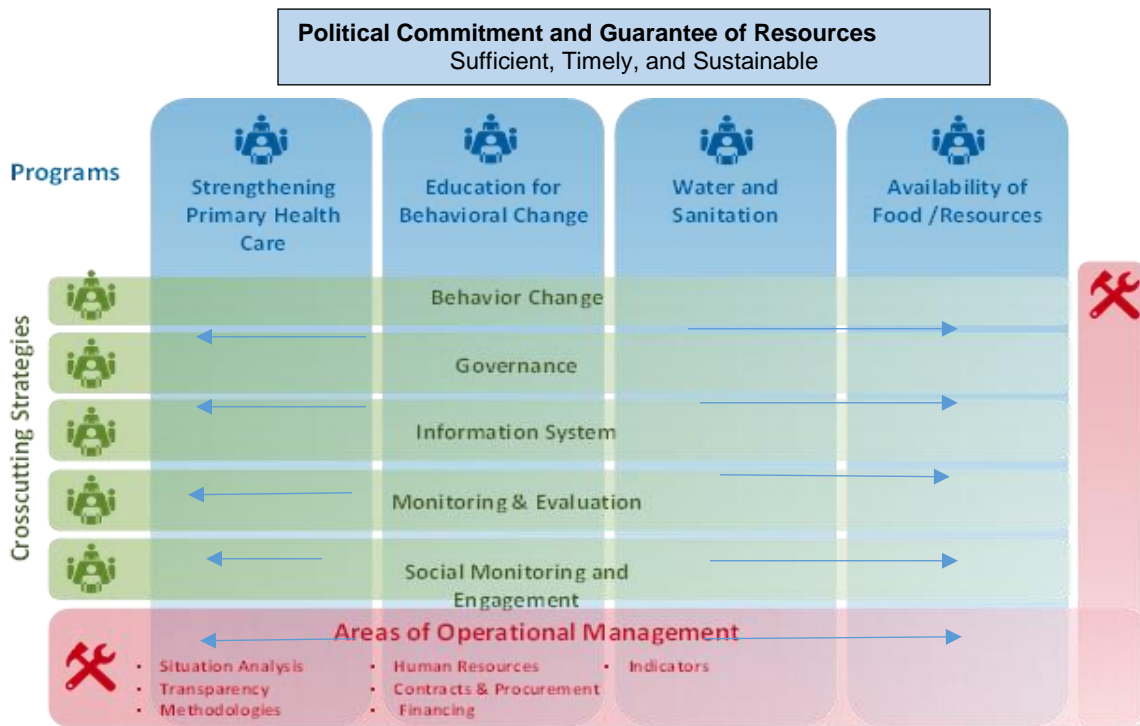 Political Commitment and Guarantee of Resources
Sufficient, Timely, and Sustainable
Programs
Strengthening
Primary Health
Care
Education for
Behavioral Change
Water and
Sanitation
Availability of
Food /Resources
Crosscutting Strategies
Behavior Change
Governance
Information System
Monitoring & Evaluation
Social Monitoring and
Engagement
Areas of Operational Management
• Situation Analysis
• Transparency
• Methodologies
• Human Resources
• Contracts & Procurement
• Financing
• Indicators